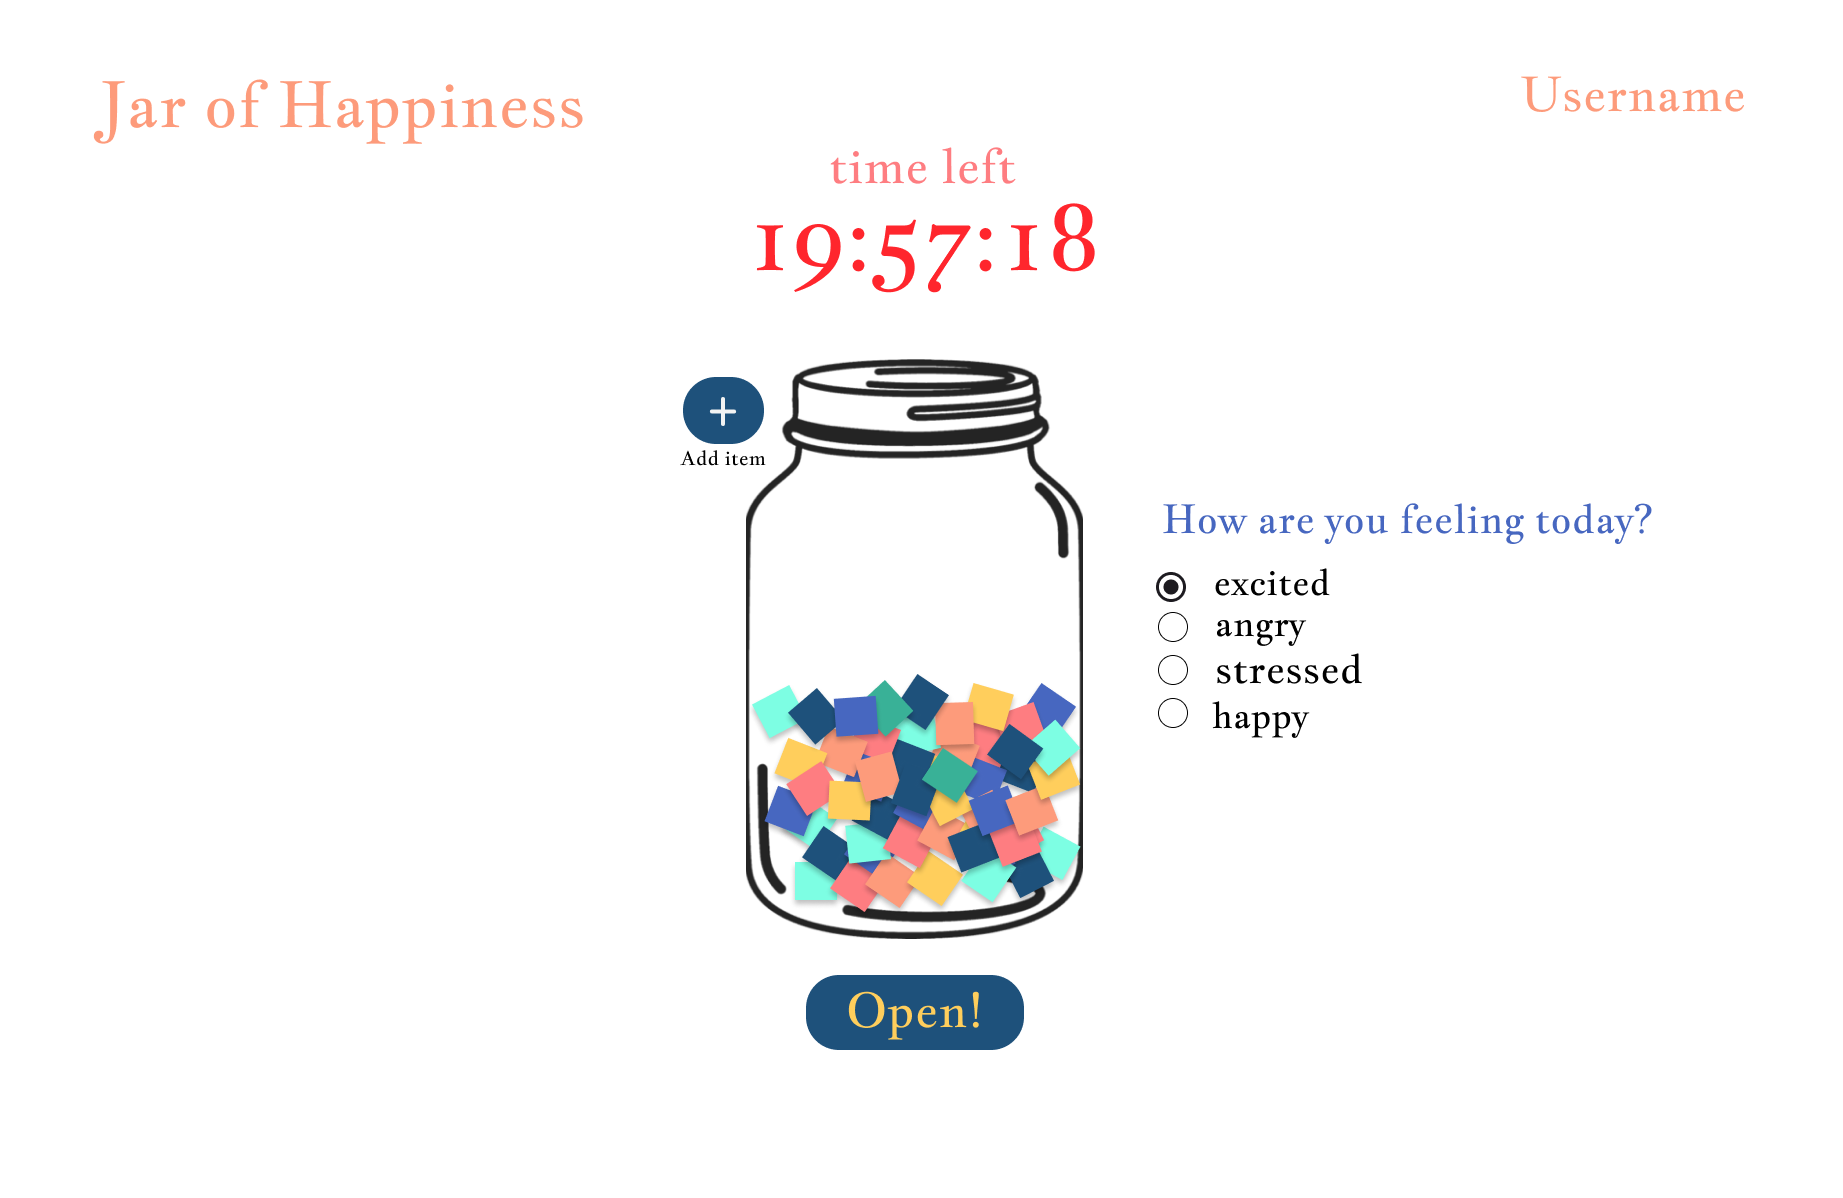 Jar of Happiness
Username
time left
19:57:18
+
Add item
How are you feeling today?
excited
angry
stressed
happy
Open!